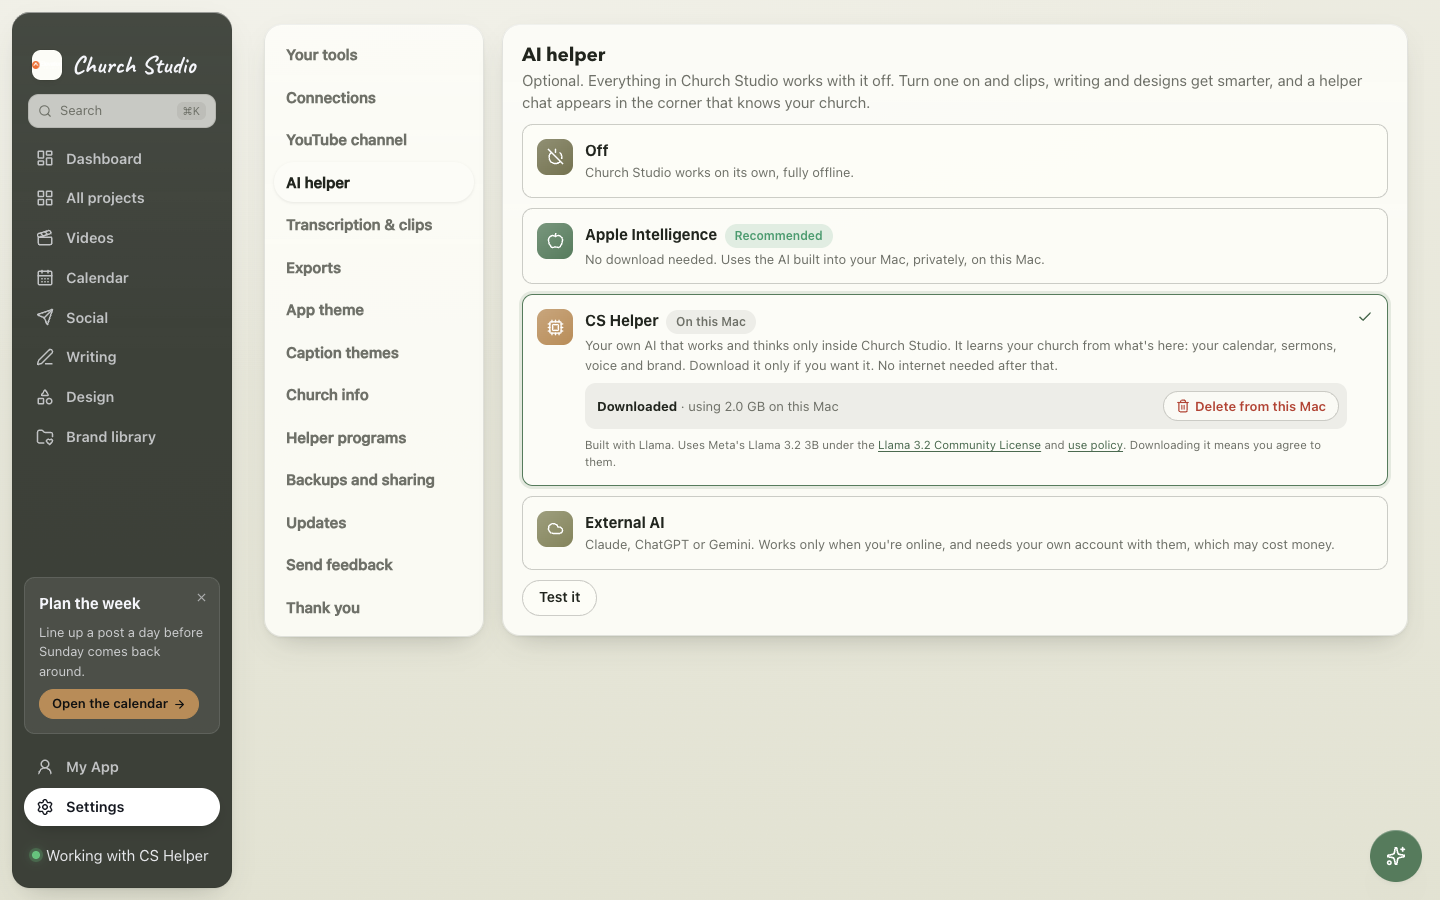 Church Studio
Search ⌘K
Dashboard
All projects
Videos
Calendar
Social
Writing
Design
Brand library
Plan the week
Line up a post a day before
Sunday comes back
around.
Open the calendar →
My App
Settings
Working with CS Helper
Your tools
Connections
YouTube channel
AI helper
Transcription & clips
Exports
App theme
Caption themes
Church info
Helper programs
Backups and sharing
Updates
Send feedback
Thank you
AI helper
Optional. Everything in Church Studio works with it off. Turn one on and clips, writing and designs get smarter, and a helper
chat appears in the corner that knows your church.
Off
Church Studio works on its own, fully offline.
Apple Intelligence Recommended
No download needed. Uses the AI built into your Mac, privately, on this Mac.
CS Helper On this Mac
Your own AI that works and thinks only inside Church Studio. It learns your church from what's here: your calendar, sermons,
voice and brand. Download it only if you want it. No internet needed after that.
Downloaded · using 2.0 GB on this Mac Delete from this Mac
Built with Llama. Uses Meta's Llama 3.2 3B under the Llama 3.2 Community License and use policy. Downloading it means you agree to
them.
External AI
Claude, ChatGPT or Gemini. Works only when you're online, and needs your own account with them, which may cost money.
Test it